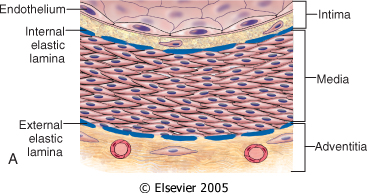 Endothelium
Internal
elastic
lamina
External
elastic
lamina
A
Intima
Media
Adventitia
© Elsevier 2005